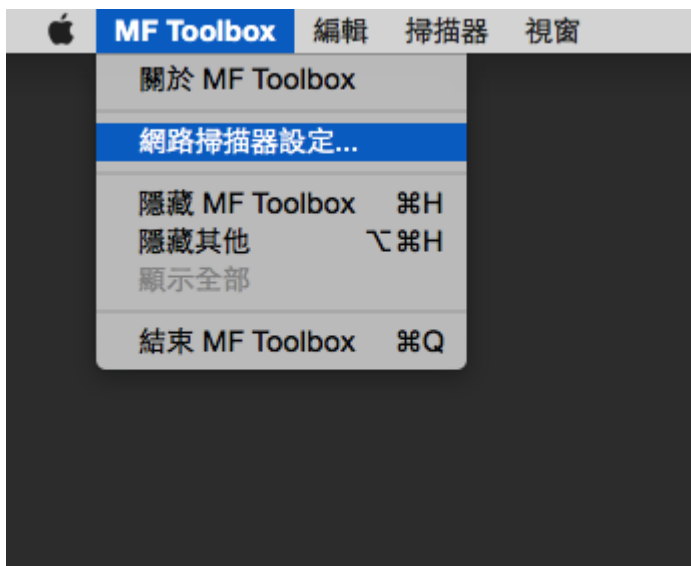 MF Toolbox 編輯 掃描器 視窗
關於 MF Toolbox
網路掃描器設定...
隱藏 MF Toolbox ⌘H
隱藏其他 ⌥⌘H
顯示全部
結束 MF Toolbox ⌘Q